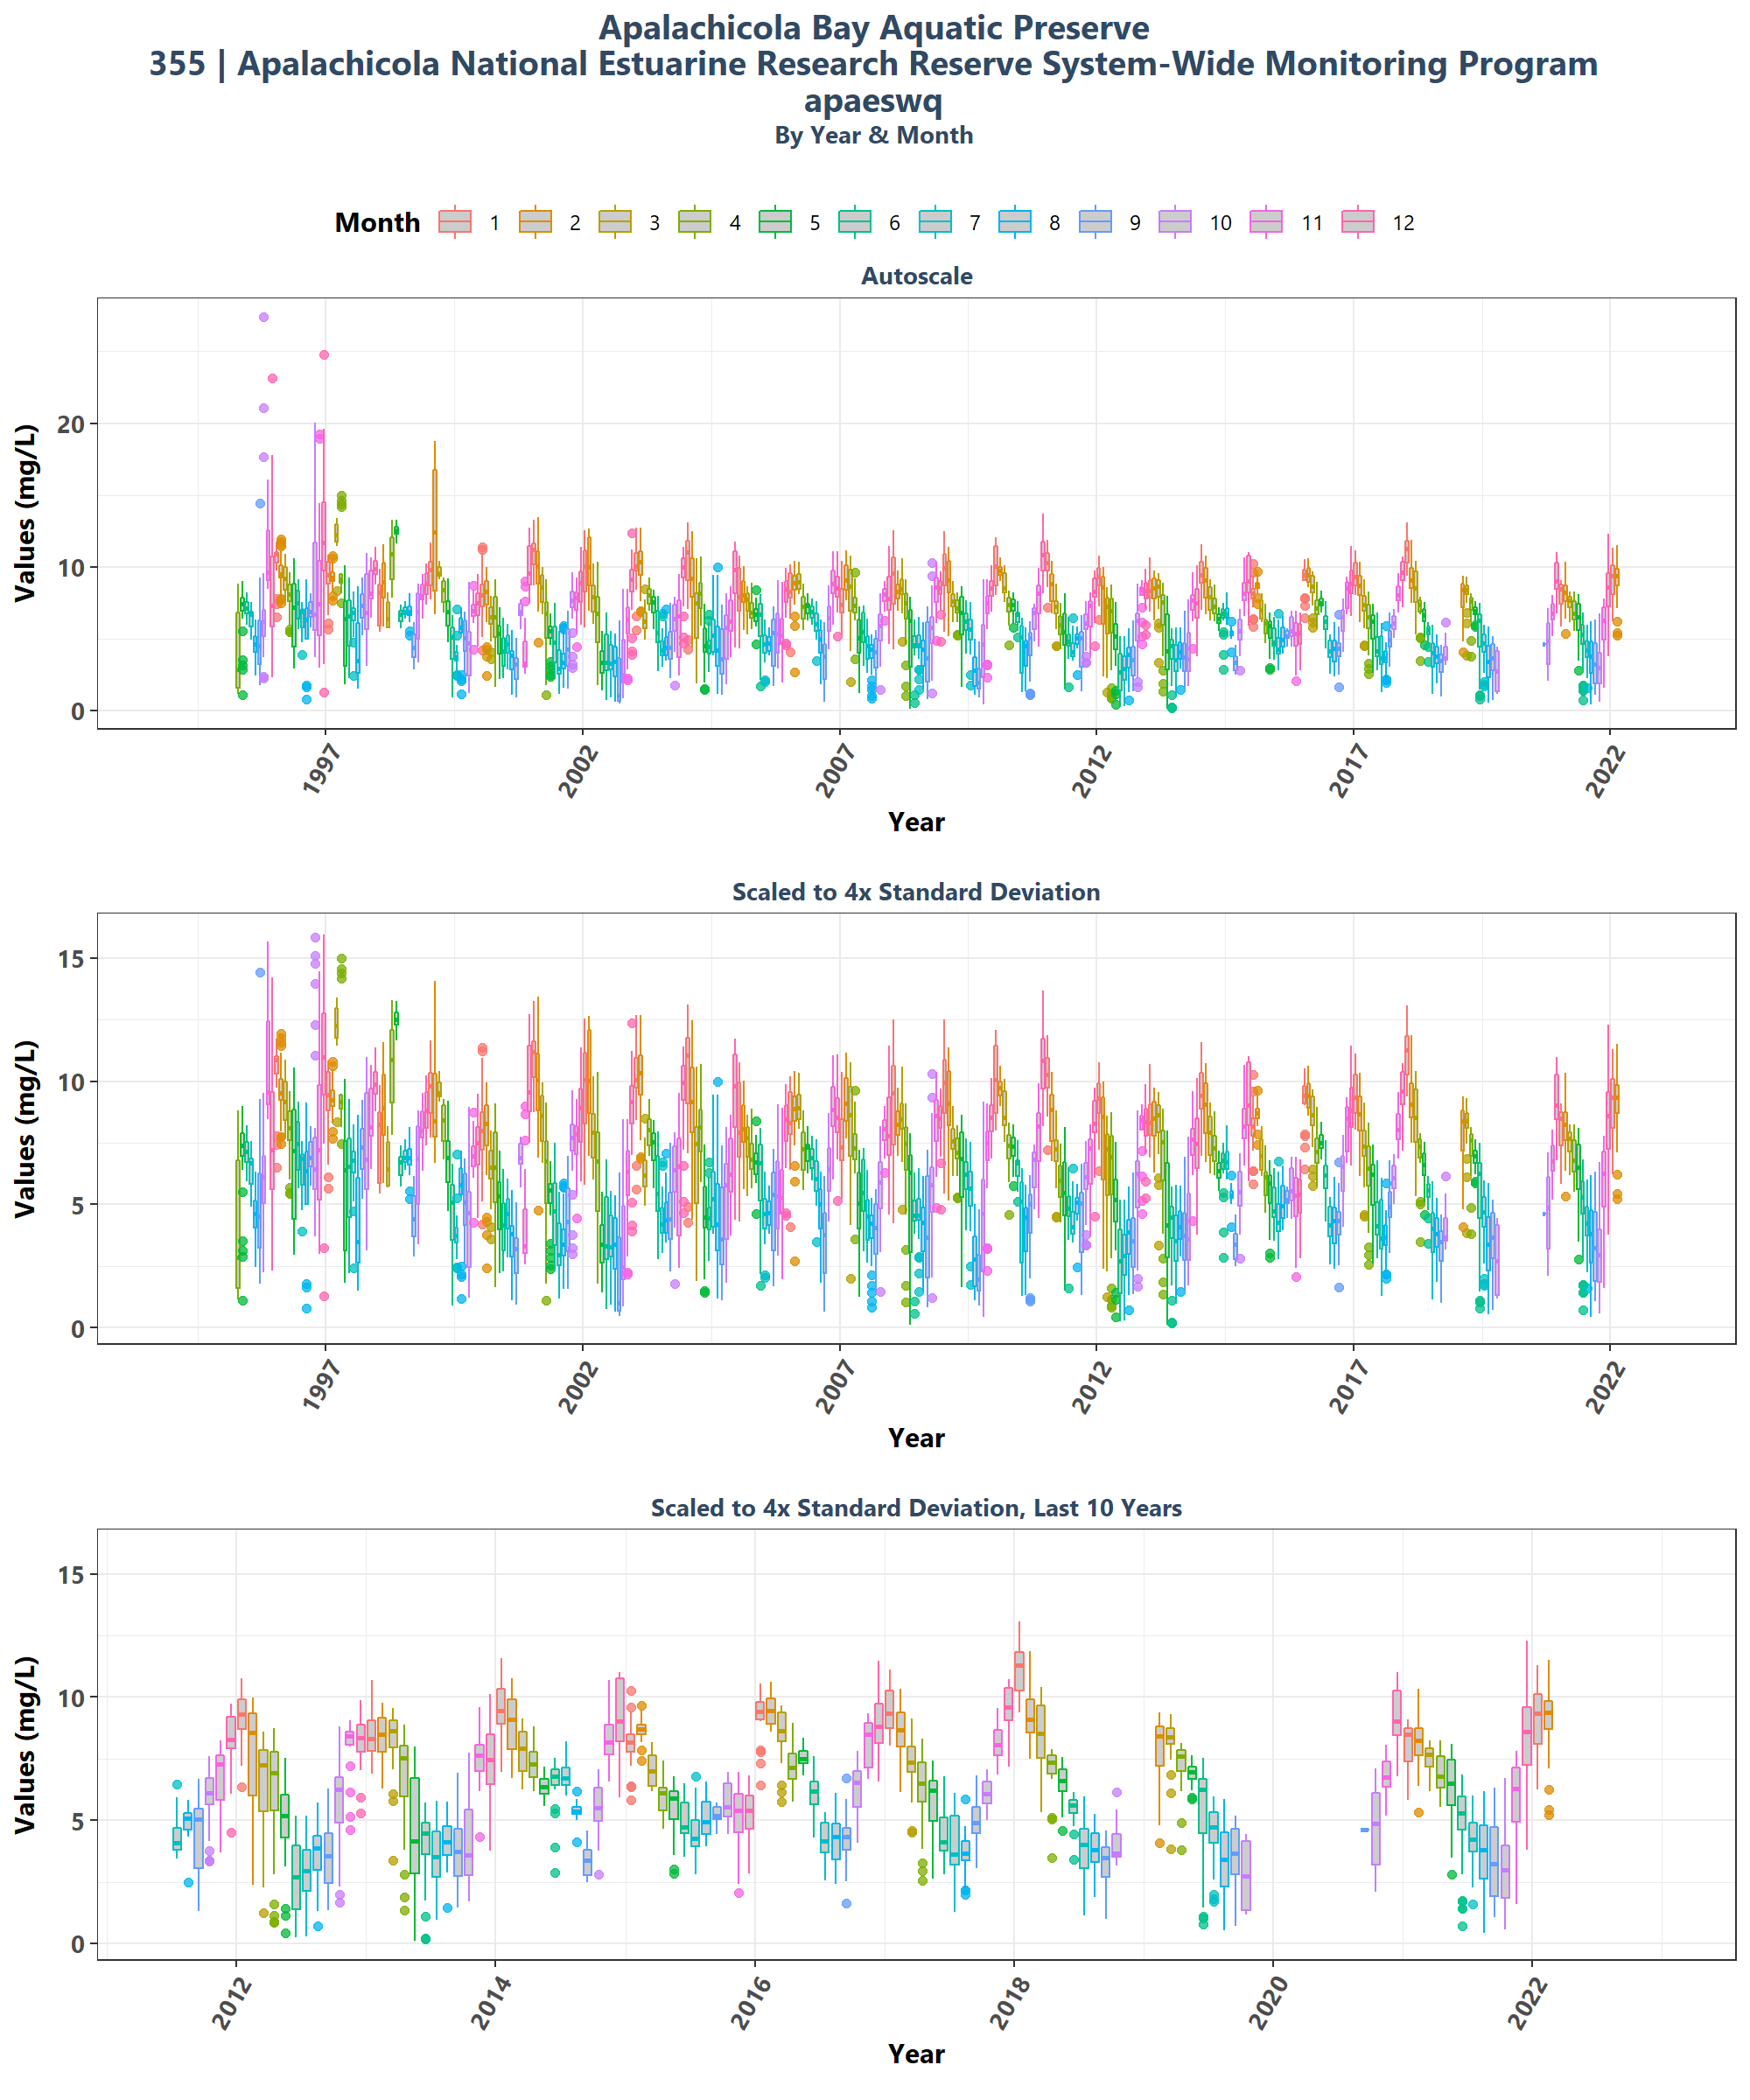 Apalachicola Bay Aquatic Preserve
355 | Apalachicola National Estuarine Research Reserve System-Wide Monitoring Program
apaeswq
By Year & Month
Month 1 2 3 4 5 6 7 8 9 10 11 12
Autoscale
Values (mg/L)
20
10
0
1997 2002 2007 2012 2017 2022
Year
Scaled to 4x Standard Deviation
Values (mg/L)
15
10
5
0
1997 2002 2007 2012 2017 2022
Year
Scaled to 4x Standard Deviation, Last 10 Years
Values (mg/L)
15
10
5
0
2012 2014 2016 2018 2020 2022
Year